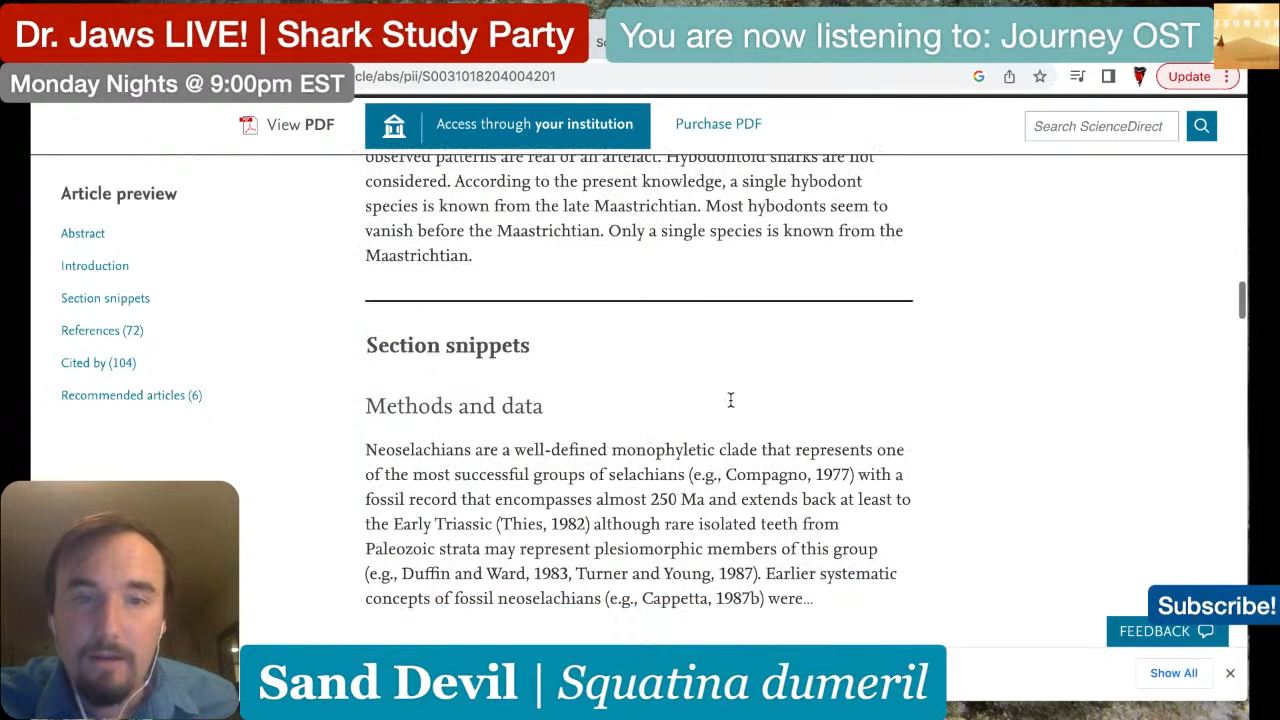 Dr. Jaws LIVE! | Shark Study Party
You are now listening to: Journey OST
Monday Nights @ 9:00pm EST
cle/abs/pii/S0031018204004201
Update
View PDF
Access through your institution
Purchase PDF
Search ScienceDirect
observed patterns are real or an artefact. Hybodontoid sharks are not
considered. According to the present knowledge, a single hybodont
species is known from the late Maastrichtian. Most hybodonts seem to
vanish before the Maastrichtian. Only a single species is known from the
Maastrichtian.
Article preview
Abstract
Introduction
Section snippets
References (72)
Cited by (104)
Recommended articles (6)
Section snippets
Methods and data
Neoselachians are a well-defined monophyletic clade that represents one
of the most successful groups of selachians (e.g., Compagno, 1977) with a
fossil record that encompasses almost 250 Ma and extends back at least to
the Early Triassic (Thies, 1982) although rare isolated teeth from
Paleozoic strata may represent plesiomorphic members of this group
(e.g., Duffin and Ward, 1983, Turner and Young, 1987). Earlier systematic
concepts of fossil neoselachians (e.g., Cappetta, 1987b) were...
Subscribe!
FEEDBACK
Show All
Sand Devil | Squatina dumeril